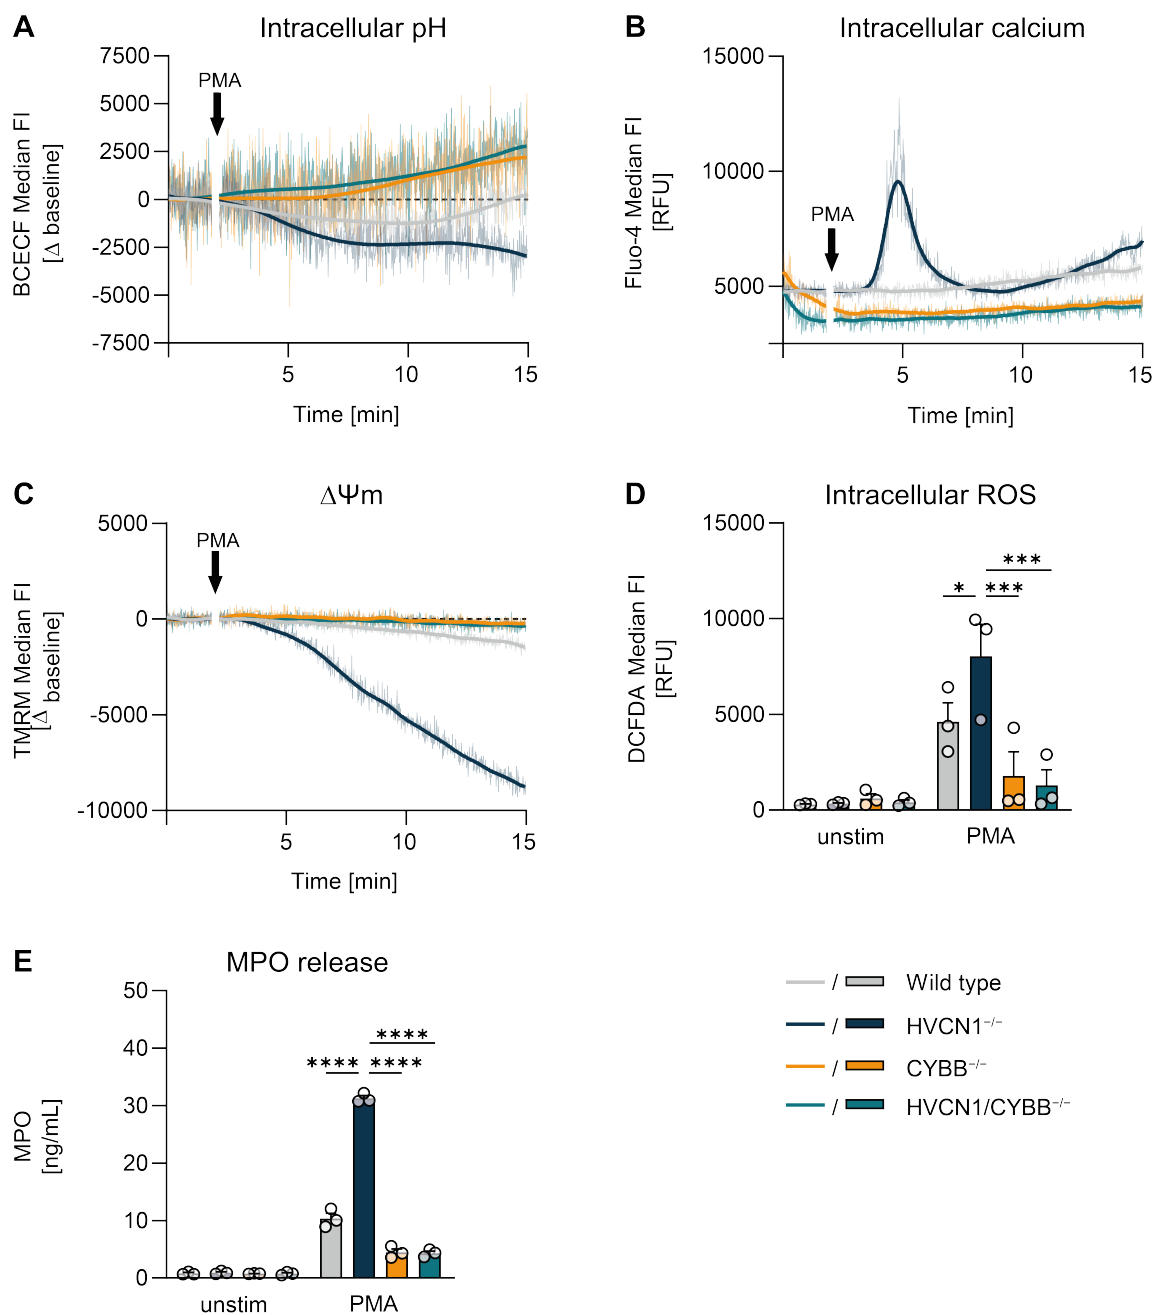 A
Intracellular pH
BCECF Median FI
[Δ baseline]
7500
5000
2500
0
-2500
-5000
-7500
PMA
5
10
15
Time [min]
B
Intracellular calcium
Fluo-4 Median FI
[RFU]
15000
10000
5000
PMA
5
10
15
Time [min]
C
ΔΨm
TMRM Median FI
[Δ baseline]
5000
0
-5000
-10000
PMA
5
10
15
Time [min]
D
Intracellular ROS
DCFDA Median FI
[RFU]
15000
10000
5000
0
***
* ***
unstim PMA
E
MPO release
MPO
[ng/mL]
50
40
30
20
10
0
****
**** ****
unstim PMA
/ Wild type
/ HVCN1⁻/⁻
/ CYBB⁻/⁻
/ HVCN1/CYBB⁻/⁻